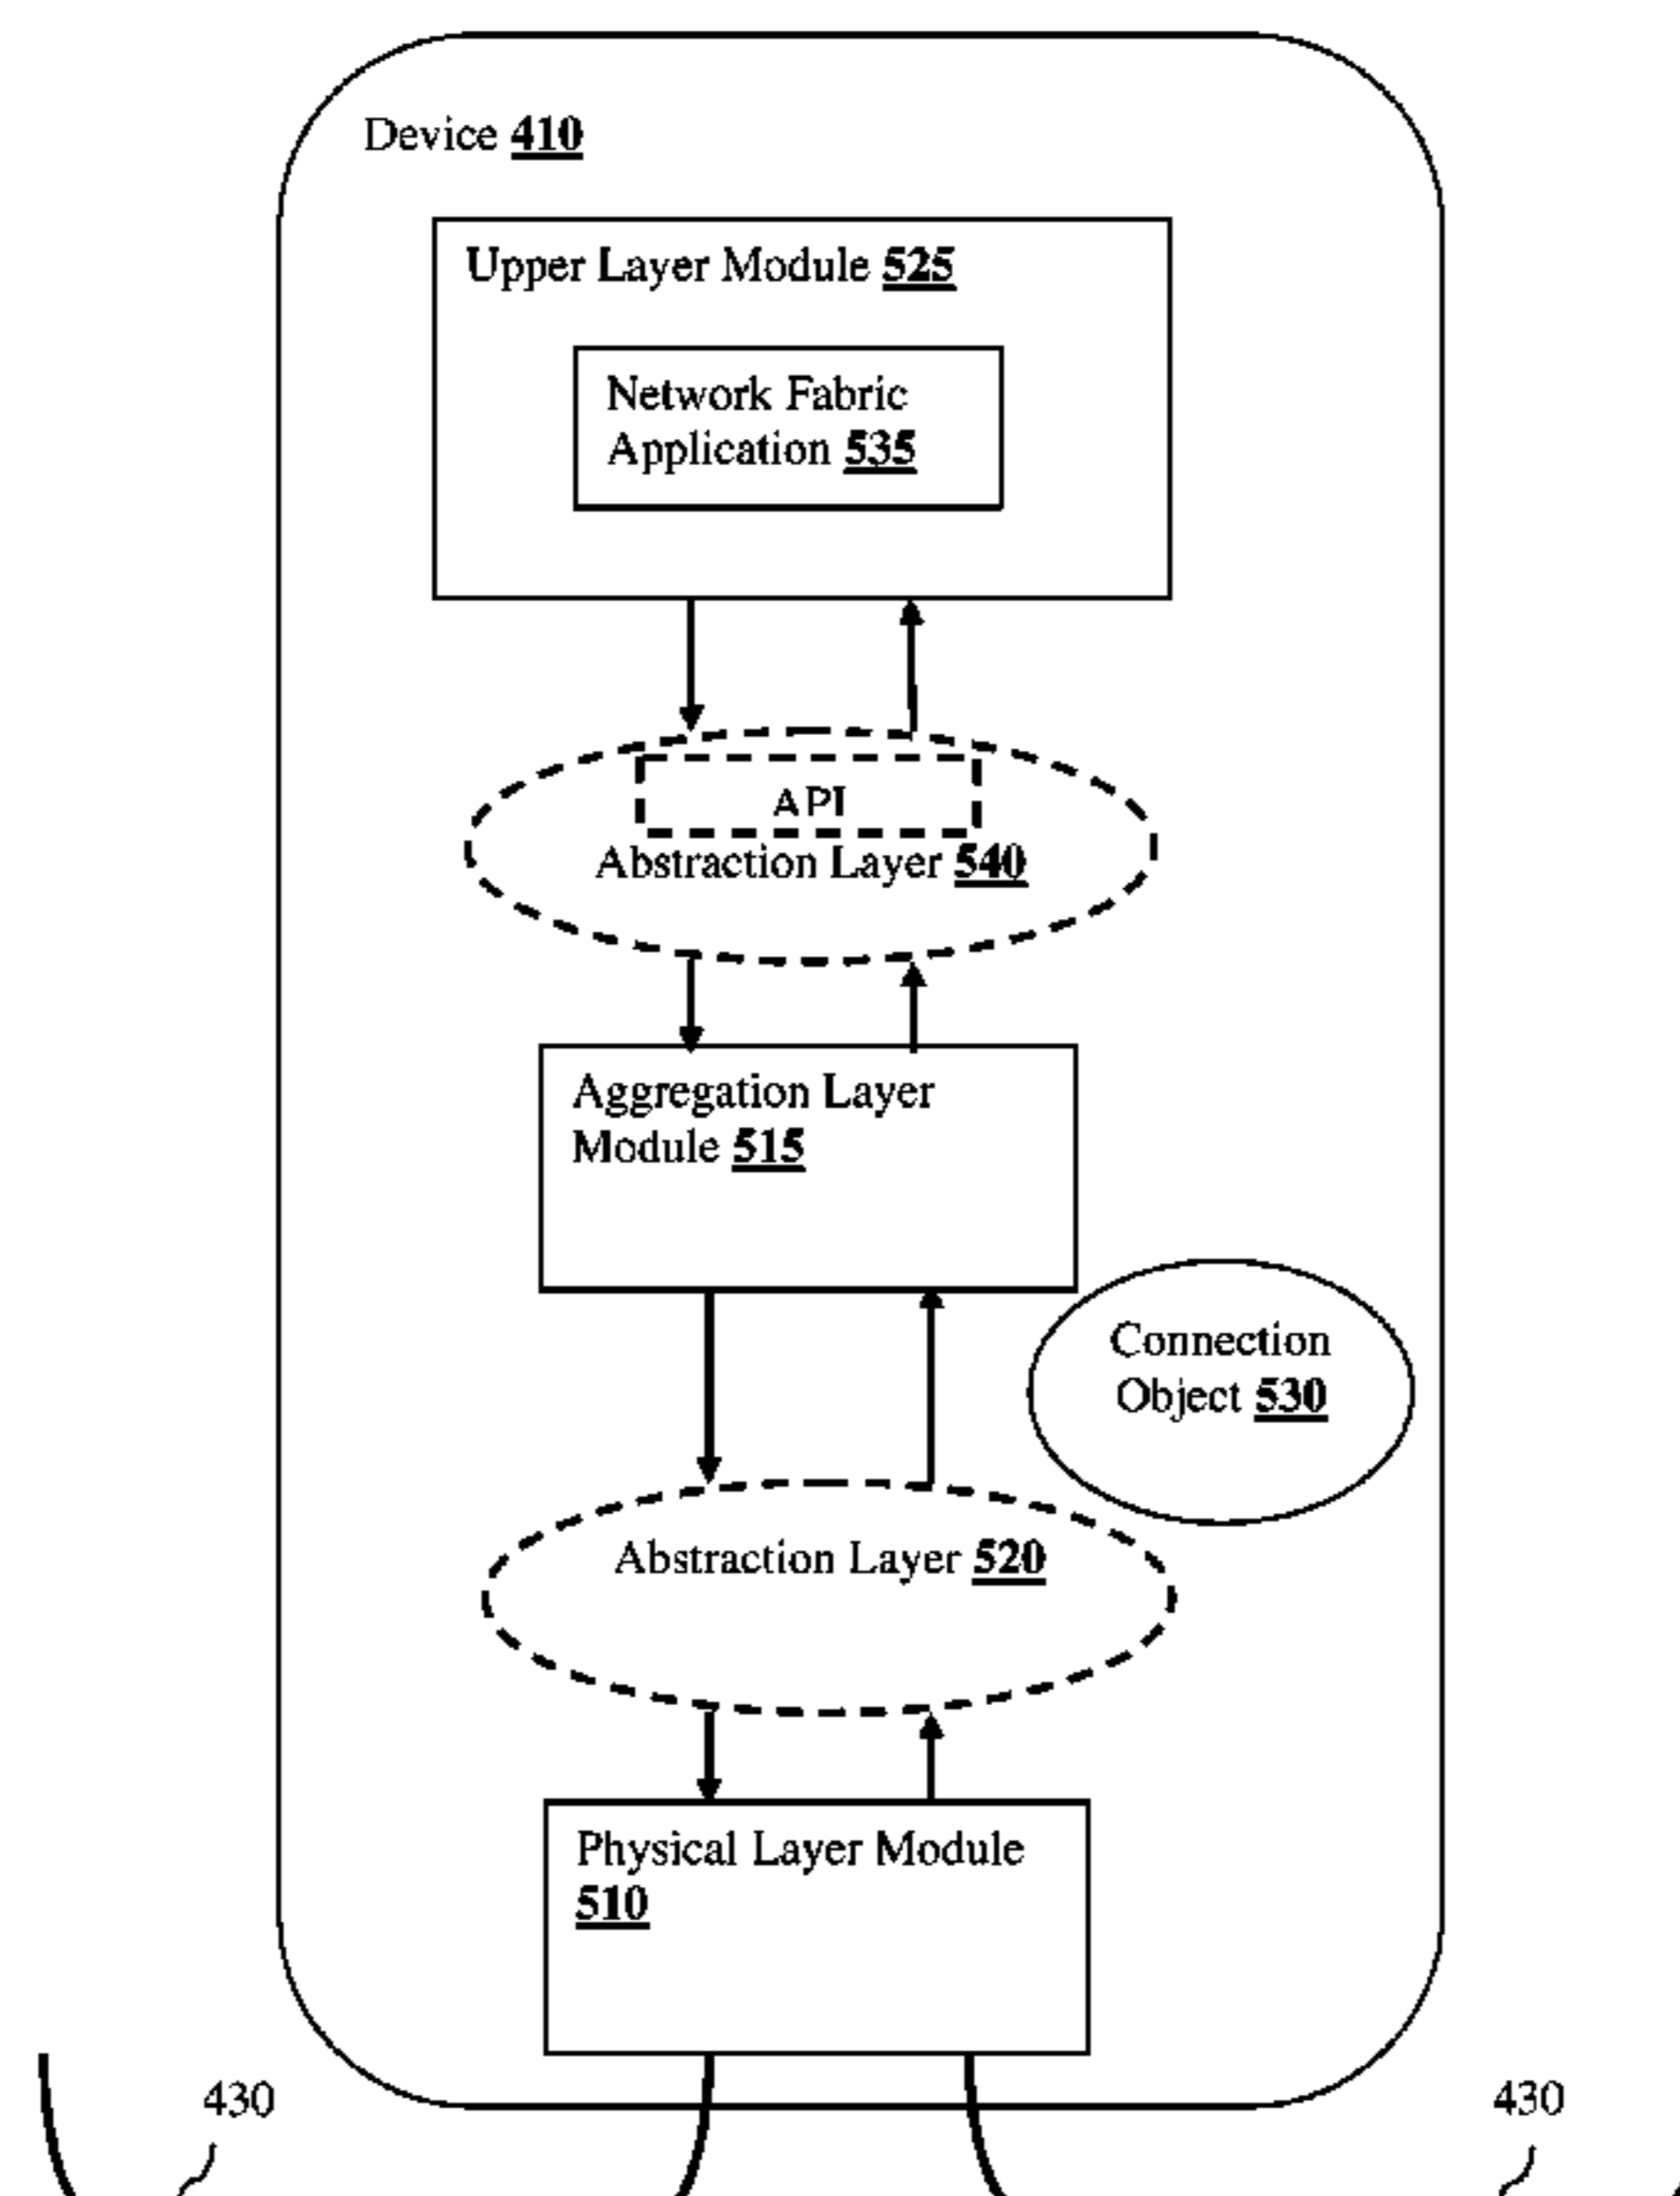 Device 410
Upper Layer Module 525
Network Fabric
Application 535
API
Abstraction Layer 540
Aggregation Layer
Module 515
Connection
Object 530
Abstraction Layer 520
Physical Layer Module
510
430
430